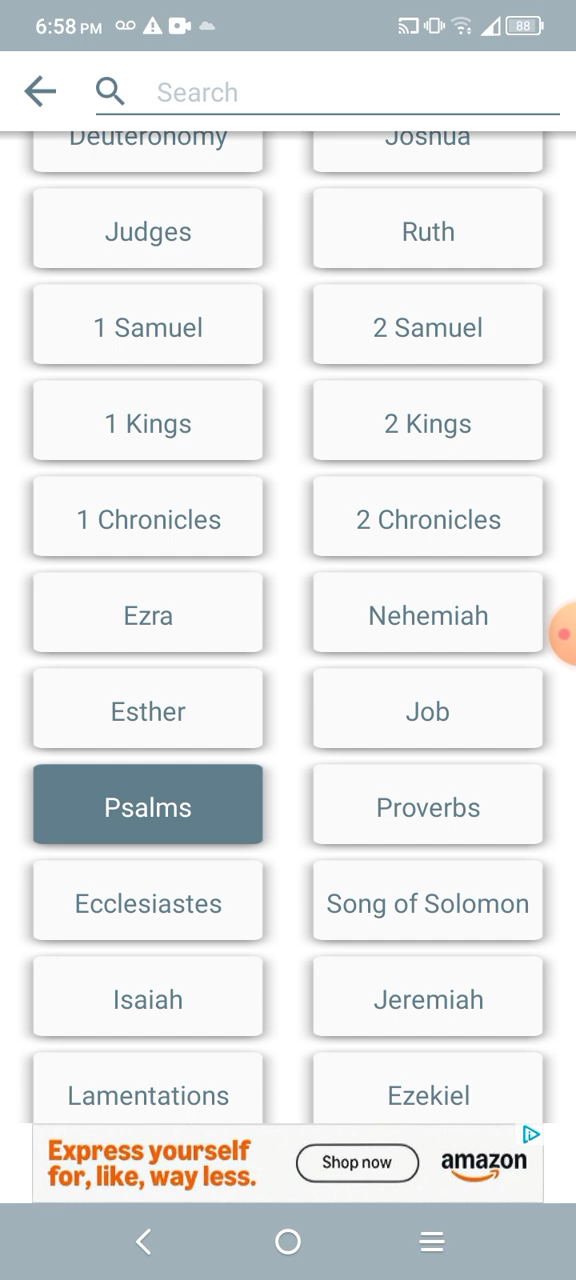 6:58 PM
88
Search
Deuteronomy
Joshua
Judges
Ruth
1 Samuel
2 Samuel
1 Kings
2 Kings
1 Chronicles
2 Chronicles
Ezra
Nehemiah
Esther
Job
Psalms
Proverbs
Ecclesiastes
Song of Solomon
Isaiah
Jeremiah
Lamentations
Ezekiel
Express yourself
for, like, way less.
Shop now
amazon